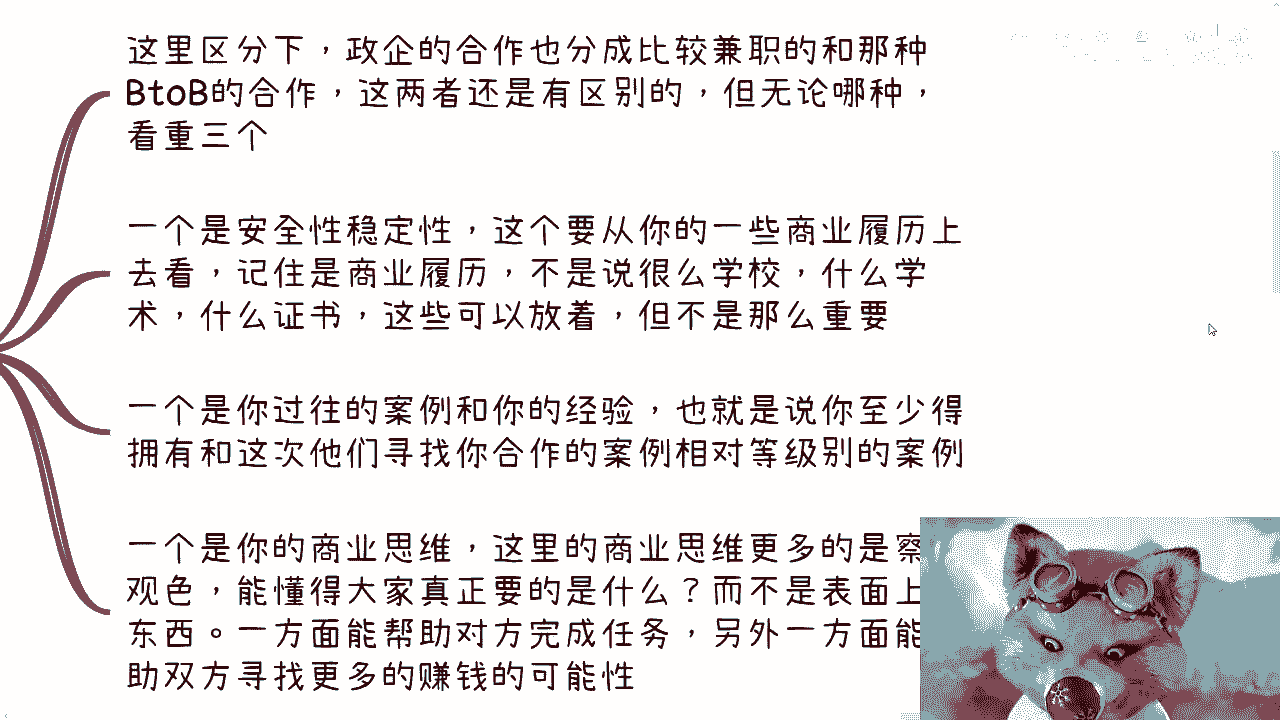 这里区分下，政企的合作也分成比较兼职的和那种
BtoB的合作，这两者还是有区别的，但无论哪种，
看重三个
一个是安全性稳定性，这个要从你的一些商业履历上
去看，记住是商业履历，不是说很么学校，什么学
术，什么证书，这些可以放着，但不是那么重要
一个是你过往的案例和你的经验，也就是说你至少得
拥有和这次他们寻找你合作的案例相对等级别的案例
一个是你的商业思维，这里的商业思维更多的是察
观色，能懂得大家真正要的是什么？而不是表面上
东西。一方面能帮助对方完成任务，另外一方面能
助双方寻找更多的赚钱的可能性